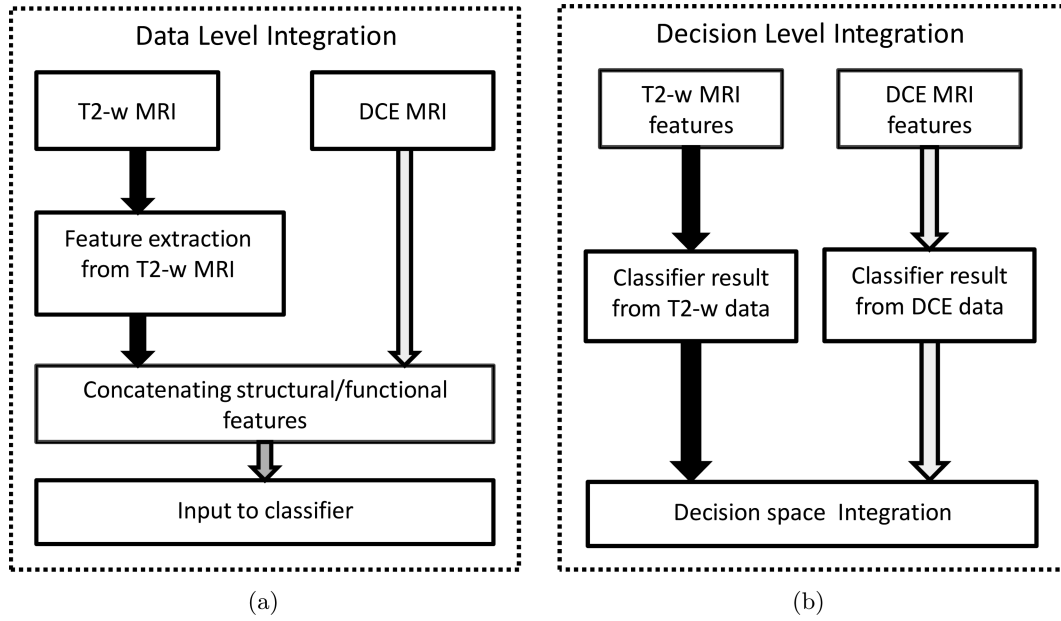 Data Level Integration
T2-w MRI
DCE MRI
Feature extraction
from T2-w MRI
Concatenating structural/functional
features
Input to classifier
(a)
Decision Level Integration
T2-w MRI
features
DCE MRI
features
Classifier result
from T2-w data
Classifier result
from DCE data
Decision space Integration
(b)